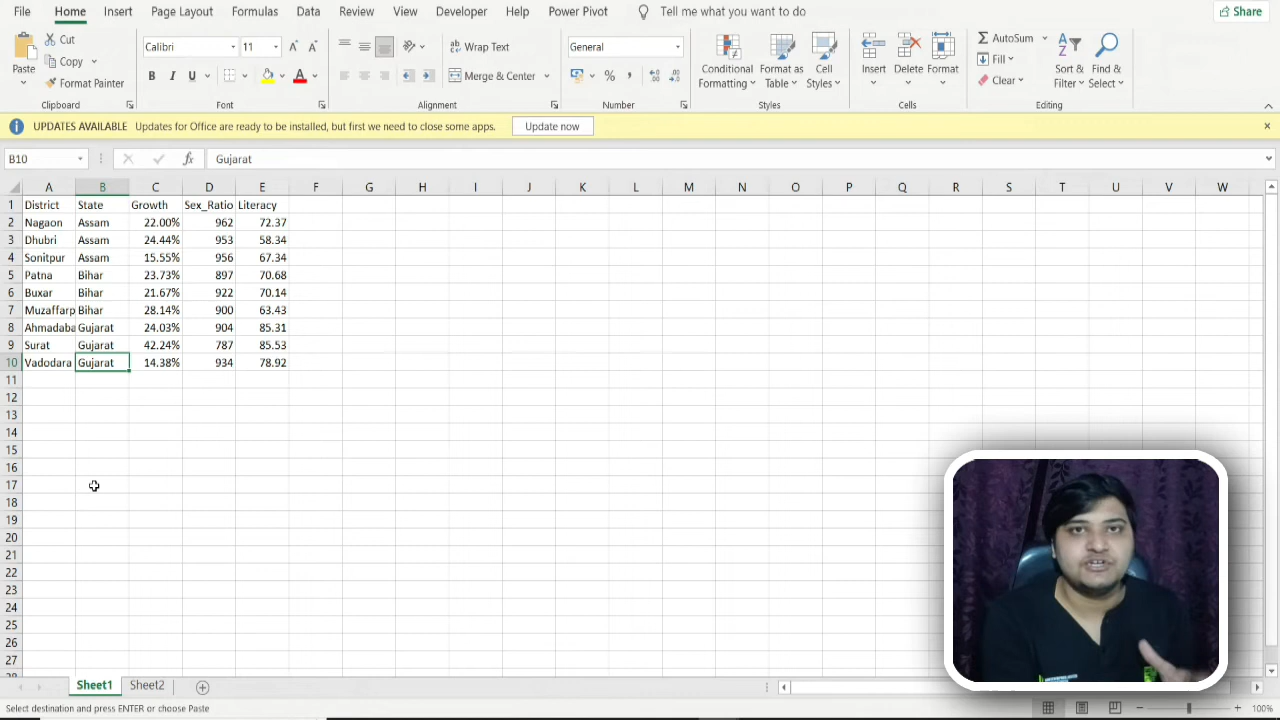 File Home Insert Page Layout Formulas Data Review View Developer Help Power Pivot Tell me what you want to do Share
Paste
Cut
Copy
Format Painter
Clipboard
Calibri 11
B I U
Font
Wrap Text
Merge & Center
Alignment
General
Number
Conditional Formatting
Format as Table
Cell Styles
Styles
Insert
Delete
Format
Cells
AutoSum
Fill
Clear
Sort & Filter
Find & Select
Editing
UPDATES AVAILABLE Updates for Office are ready to be installed, but first we need to close some apps. Update now
B10 fx Gujarat
A B C D E F G H I J K L M N O P Q R S T U V W
1 District State Growth Sex_Ratio Literacy
2 Nagaon Assam 22.00% 962 72.37
3 Dhubri Assam 24.44% 953 58.34
4 Sonitpur Assam 15.55% 956 67.34
5 Patna Bihar 23.73% 897 70.68
6 Buxar Bihar 21.67% 922 70.14
7 Muzaffarp Bihar 28.14% 900 63.43
8 Ahmadaba Gujarat 24.03% 904 85.31
9 Surat Gujarat 42.24% 787 85.53
10 Vadodara Gujarat 14.38% 934 78.92
11
12
13
14
15
16
17
18
19
20
21
22
23
24
25
26
27
Sheet1 Sheet2
Select destination and press ENTER or choose Paste
100%